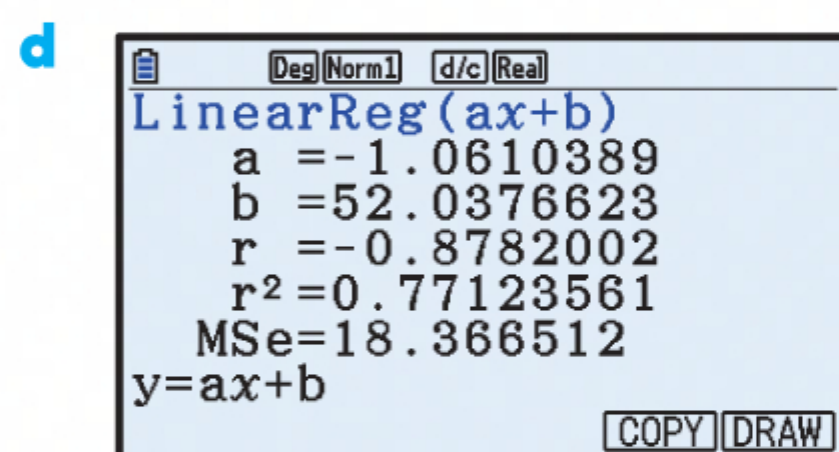 d
Deg Norm1 d/c Real
LinearReg(ax+b)
a =-1.0610389
b =52.0376623
r =-0.8782002
r²=0.77123561
MSe=18.366512
y=ax+b
COPY DRAW